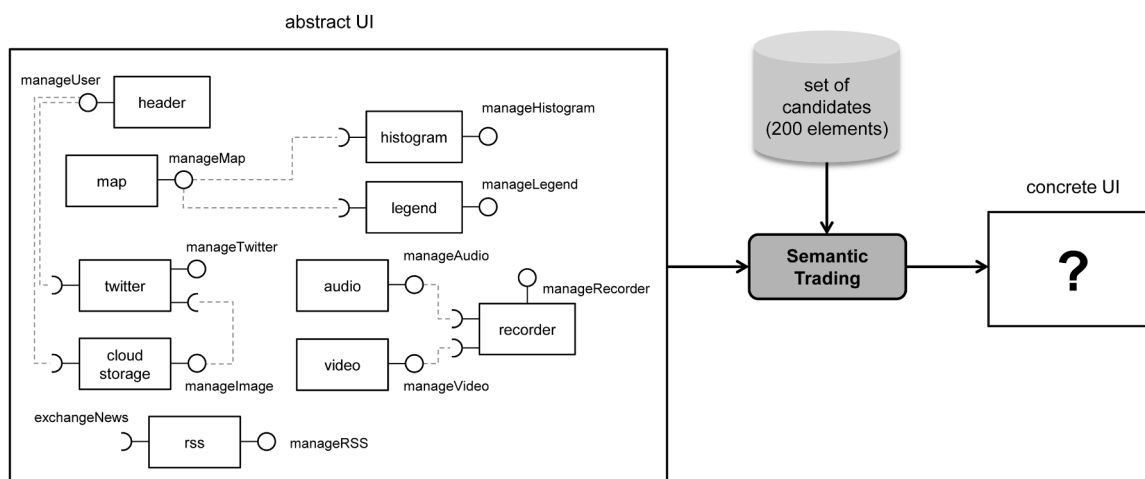 abstract UI
manageUser
header
manageHistogram
histogram
manageMap
map
manageLegend
legend
manageTwitter
twitter
manageAudio
audio
manageRecorder
recorder
cloud
storage
manageImage
video
manageVideo
exchangeNews
rss
manageRSS
set of
candidates
(200 elements)
Semantic
Trading
concrete UI
?